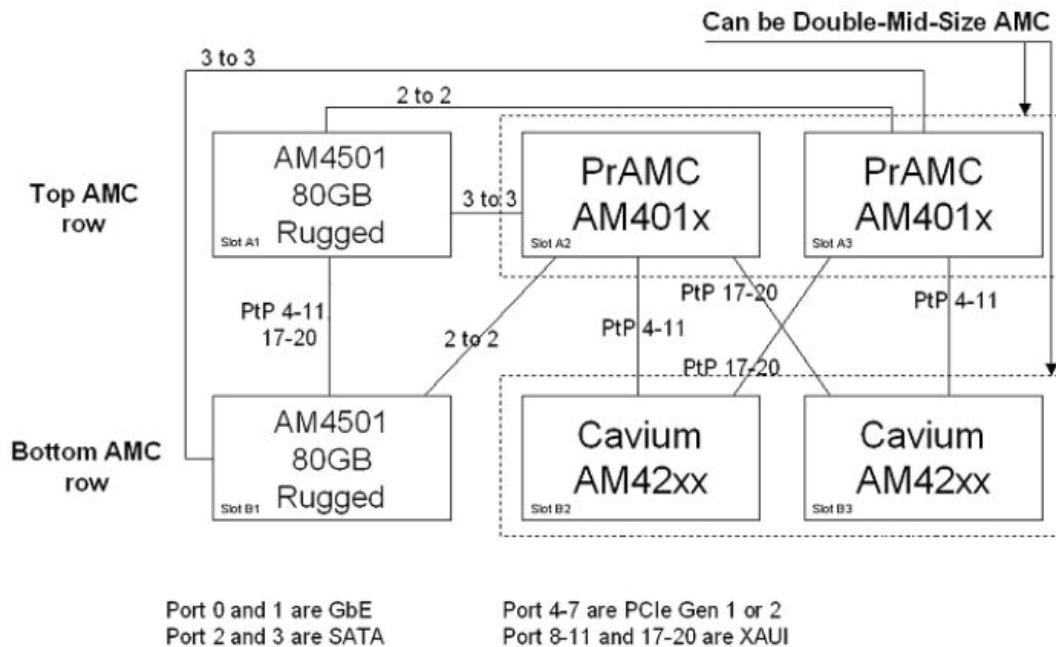 Can be Double-Mid-Size AMC
3 to 3
2 to 2
Top AMC
row
AM4501
80GB
Rugged
Slot A1
3 to 3
PrAMC
AM401x
Slot A2
PrAMC
AM401x
Slot A3
PtP 4-11
17-20
2 to 2
PtP 4-11
PtP 17-20
PtP 17-20
PtP 4-11
Bottom AMC
row
AM4501
80GB
Rugged
Slot B1
Cavium
AM42xx
Slot B2
Cavium
AM42xx
Slot B3
Port 0 and 1 are GbE
Port 2 and 3 are SATA
Port 4-7 are PCIe Gen 1 or 2
Port 8-11 and 17-20 are XAUI